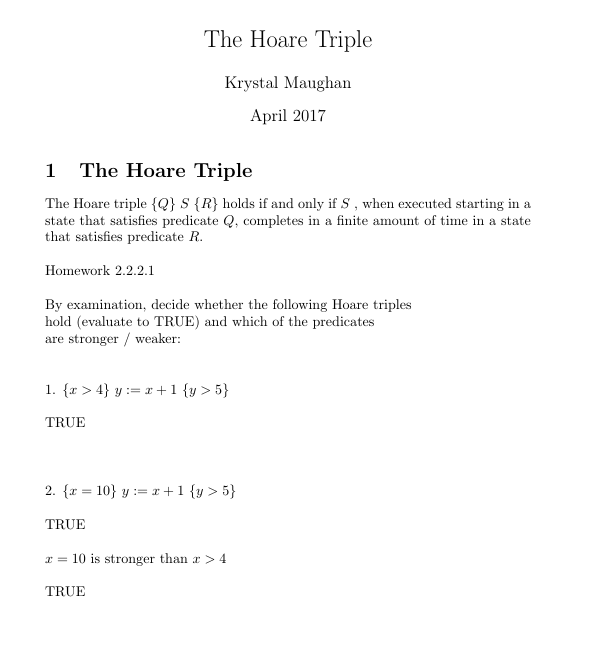 The Hoare Triple
Krystal Maughan
April 2017
1 The Hoare Triple
The Hoare triple {Q} S {R} holds if and only if S , when executed starting in a
state that satisfies predicate Q, completes in a finite amount of time in a state
that satisfies predicate R.
Homework 2.2.2.1
By examination, decide whether the following Hoare triples
hold (evaluate to TRUE) and which of the predicates
are stronger / weaker:
1. {x > 4} y := x + 1 {y > 5}
TRUE
2. {x = 10} y := x + 1 {y > 5}
TRUE
x = 10 is stronger than x > 4
TRUE